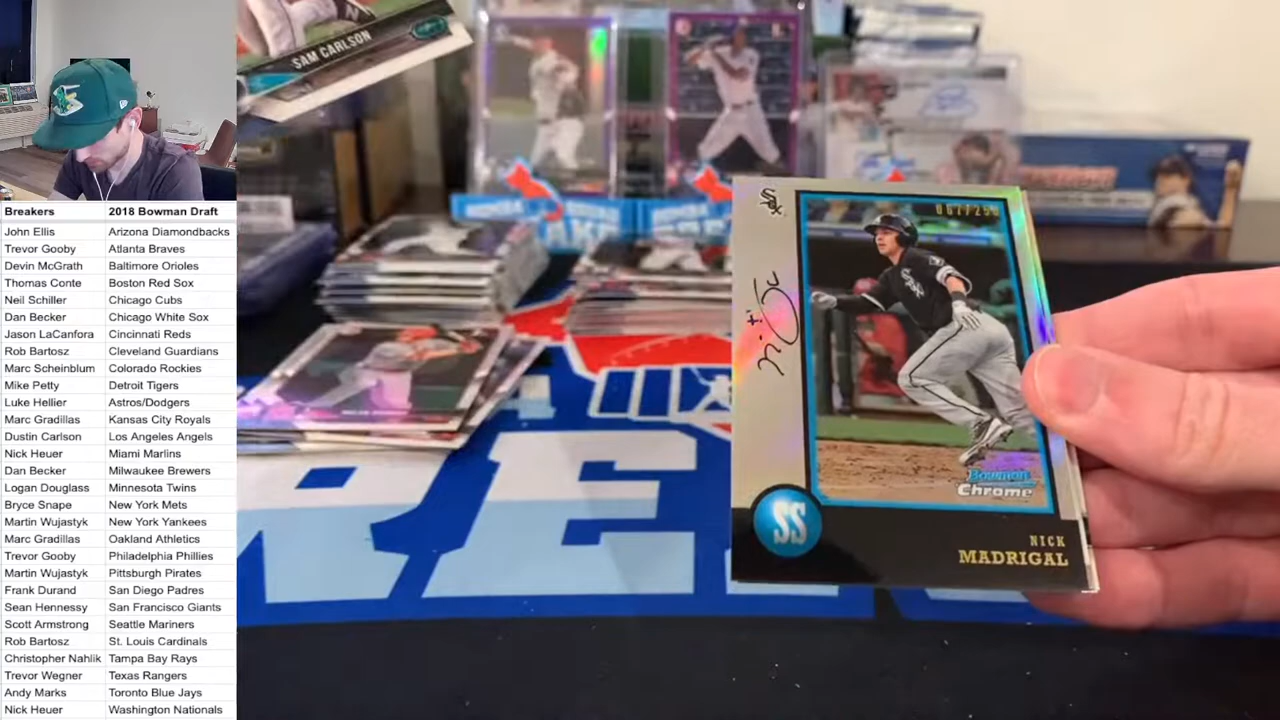 Breakers 2018 Bowman Draft
John Ellis Arizona Diamondbacks
Trevor Gooby Atlanta Braves
Devin McGrath Baltimore Orioles
Thomas Conte Boston Red Sox
Neil Schiller Chicago Cubs
Dan Becker Chicago White Sox
Jason LaCanfora Cincinnati Reds
Rob Bartosz Cleveland Guardians
Marc Scheinblum Colorado Rockies
Mike Petty Detroit Tigers
Luke Hellier Astros/Dodgers
Marc Gradillas Kansas City Royals
Dustin Carlson Los Angeles Angels
Nick Heuer Miami Marlins
Dan Becker Milwaukee Brewers
Logan Douglass Minnesota Twins
Bryce Snape New York Mets
Martin Wujastyk New York Yankees
Marc Gradillas Oakland Athletics
Trevor Gooby Philadelphia Phillies
Martin Wujastyk Pittsburgh Pirates
Frank Durand San Diego Padres
Sean Hennessy San Francisco Giants
Scott Armstrong Seattle Mariners
Rob Bartosz St. Louis Cardinals
Christopher Nahlik Tampa Bay Rays
Trevor Wegner Texas Rangers
Andy Marks Toronto Blue Jays
Nick Heuer Washington Nationals
SAM CARLSON
SOX
Bowman
Chrome
SS
NICK
MADRIGAL